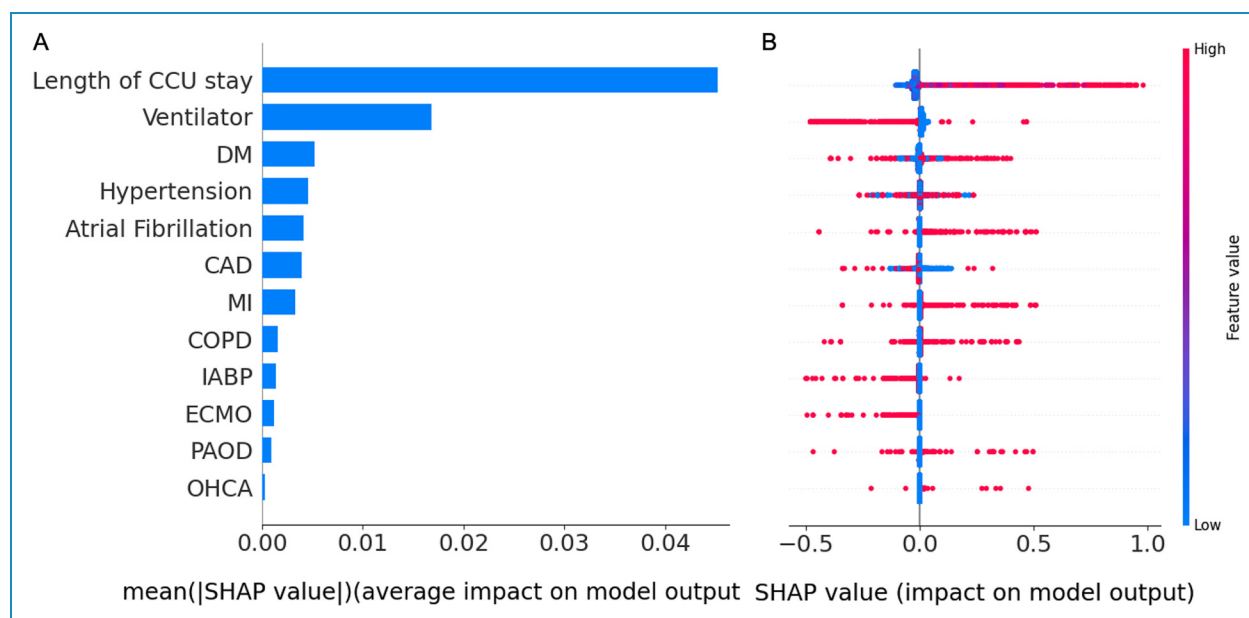 A
Length of CCU stay
Ventilator
DM
Hypertension
Atrial Fibrillation
CAD
MI
COPD
IABP
ECMO
PAOD
OHCA
0.00 0.01 0.02 0.03 0.04
mean(|SHAP value|)(average impact on model output
B
High
Feature value
Low
−0.5 0.0 0.5 1.0
SHAP value (impact on model output)